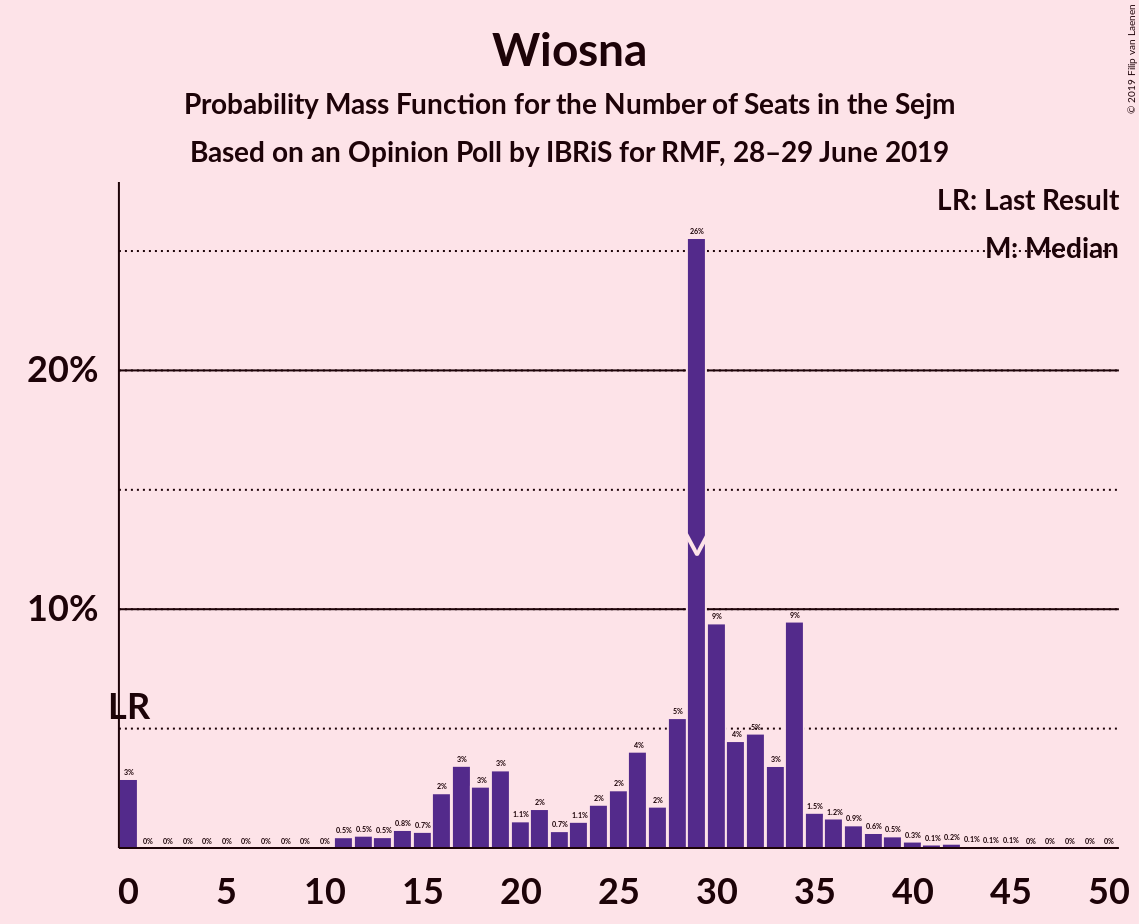 Wiosna
Probability Mass Function for the Number of Seats in the Sejm
Based on an Opinion Poll by IBRiS for RMF, 28–29 June 2019
© 2019 Filip van Laenen
LR: Last Result
M: Median
20%
10%
LR
3% 0% 0% 0% 0% 0% 0% 0% 0% 0% 0% 0.5% 0.5% 0.5% 0.8% 0.7% 2% 3% 3% 3% 1.1% 2% 0.7% 1.1% 2% 2% 4% 2% 5% 26% 9% 4% 5% 3% 9% 1.5% 1.2% 0.9% 0.6% 0.5% 0.3% 0.1% 0.2% 0.1% 0.1% 0.1% 0% 0% 0% 0% 0%
0 5 10 15 20 25 30 35 40 45 50